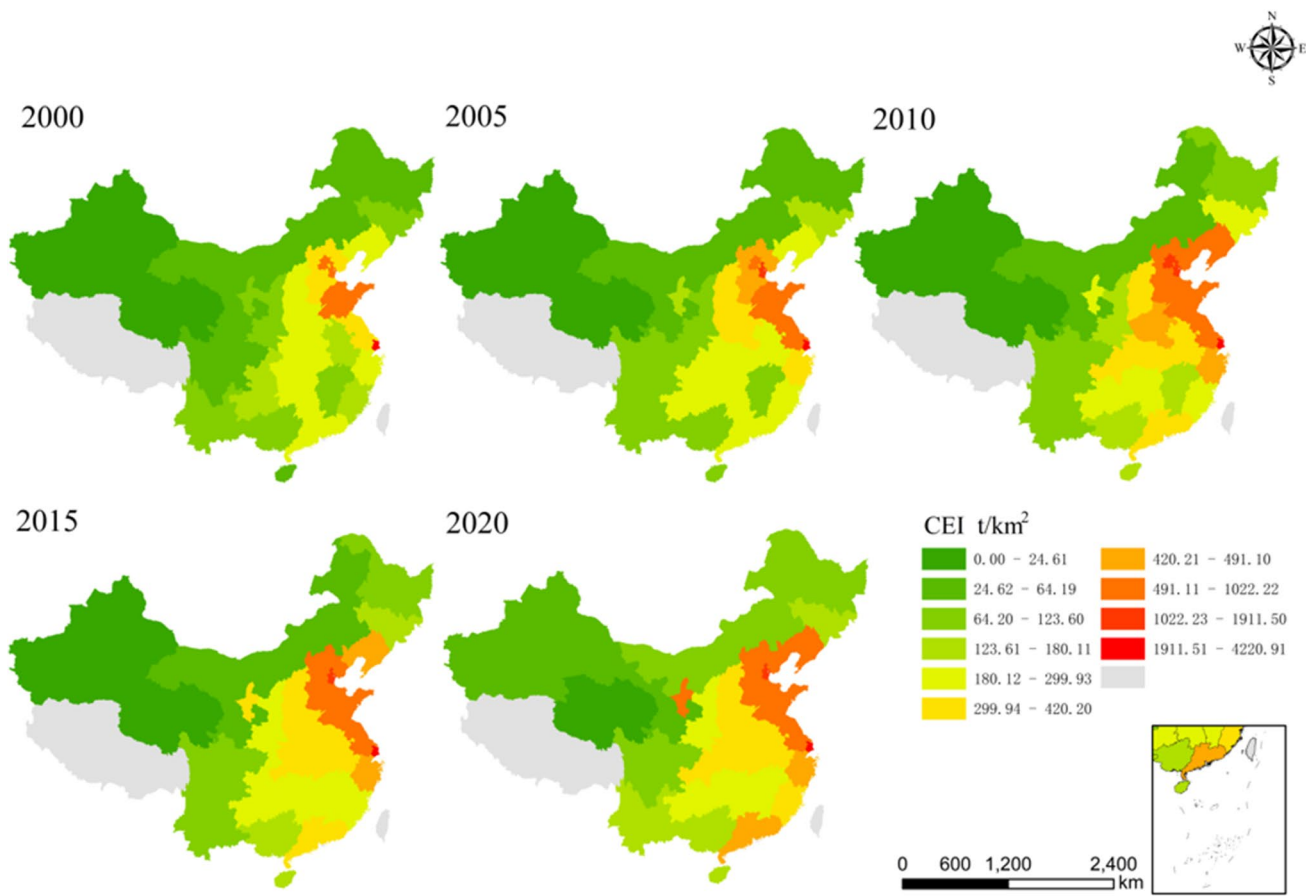 N
W E
S
2000
2005
2010
2015
2020
CEI t/km²
0.00 - 24.61
24.62 - 64.19
64.20 - 123.60
123.61 - 180.11
180.12 - 299.93
299.94 - 420.20
420.21 - 491.10
491.11 - 1022.22
1022.23 - 1911.50
1911.51 - 4220.91
0 600 1,200 2,400
km